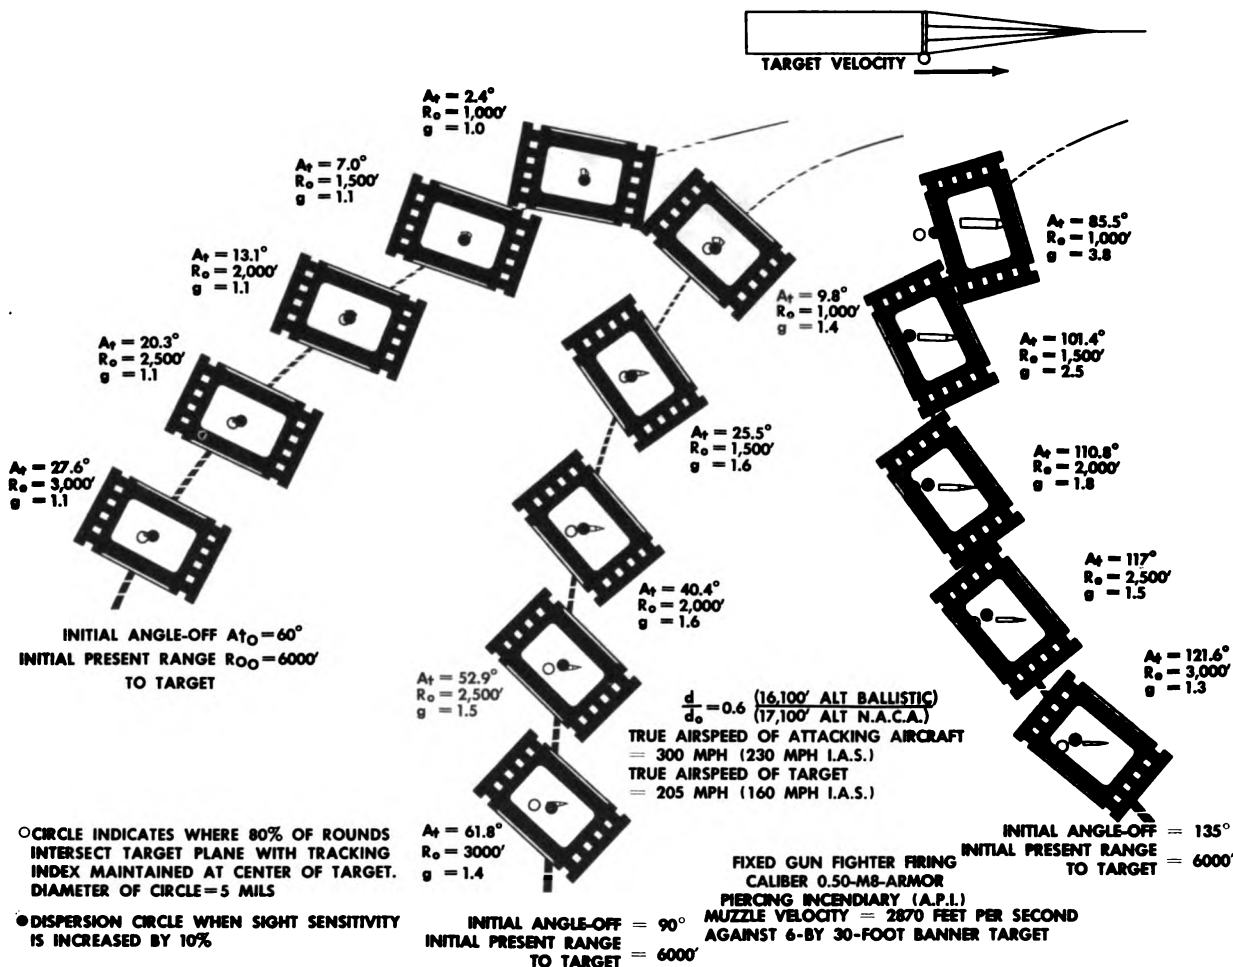 TARGET VELOCITY
At = 2.4°
Ro = 1,000′
g = 1.0
At = 7.0°
Ro = 1,500′
g = 1.1
At = 13.1°
Ro = 2,000′
g = 1.1
At = 20.3°
Ro = 2,500′
g = 1.1
At = 27.6°
Ro = 3,000′
g = 1.1
INITIAL ANGLE-OFF AtO = 60°
INITIAL PRESENT RANGE ROO = 6000′
TO TARGET
At = 9.8°
Ro = 1,000′
g = 1.4
At = 25.5°
Ro = 1,500′
g = 1.6
At = 40.4°
Ro = 2,000′
g = 1.6
At = 52.9°
Ro = 2,500′
g = 1.5
At = 61.8°
Ro = 3000′
g = 1.4
INITIAL ANGLE-OFF = 90°
INITIAL PRESENT RANGE
TO TARGET = 6000′
At = 85.5°
Ro = 1,000′
g = 3.8
At = 101.4°
Ro = 1,500′
g = 2.5
At = 110.8°
Ro = 2,000′
g = 1.8
At = 117°
Ro = 2,500′
g = 1.5
At = 121.6°
Ro = 3,000′
g = 1.3
INITIAL ANGLE-OFF = 135°
INITIAL PRESENT RANGE
TO TARGET = 6000′
d/do = 0.6 (16,100′ ALT BALLISTIC)
(17,100′ ALT N.A.C.A.)
TRUE AIRSPEED OF ATTACKING AIRCRAFT
= 300 MPH (230 MPH I.A.S.)
TRUE AIRSPEED OF TARGET
= 205 MPH (160 MPH I.A.S.)
CIRCLE INDICATES WHERE 80% OF ROUNDS
INTERSECT TARGET PLANE WITH TRACKING
INDEX MAINTAINED AT CENTER OF TARGET.
DIAMETER OF CIRCLE = 5 MILS
DISPERSION CIRCLE WHEN SIGHT SENSITIVITY
IS INCREASED BY 10%
FIXED GUN FIGHTER FIRING
CALIBER 0.50-M8-ARMOR
PIERCING INCENDIARY (A.P.I.)
MUZZLE VELOCITY = 2870 FEET PER SECOND
AGAINST 6-BY 30-FOOT BANNER TARGET